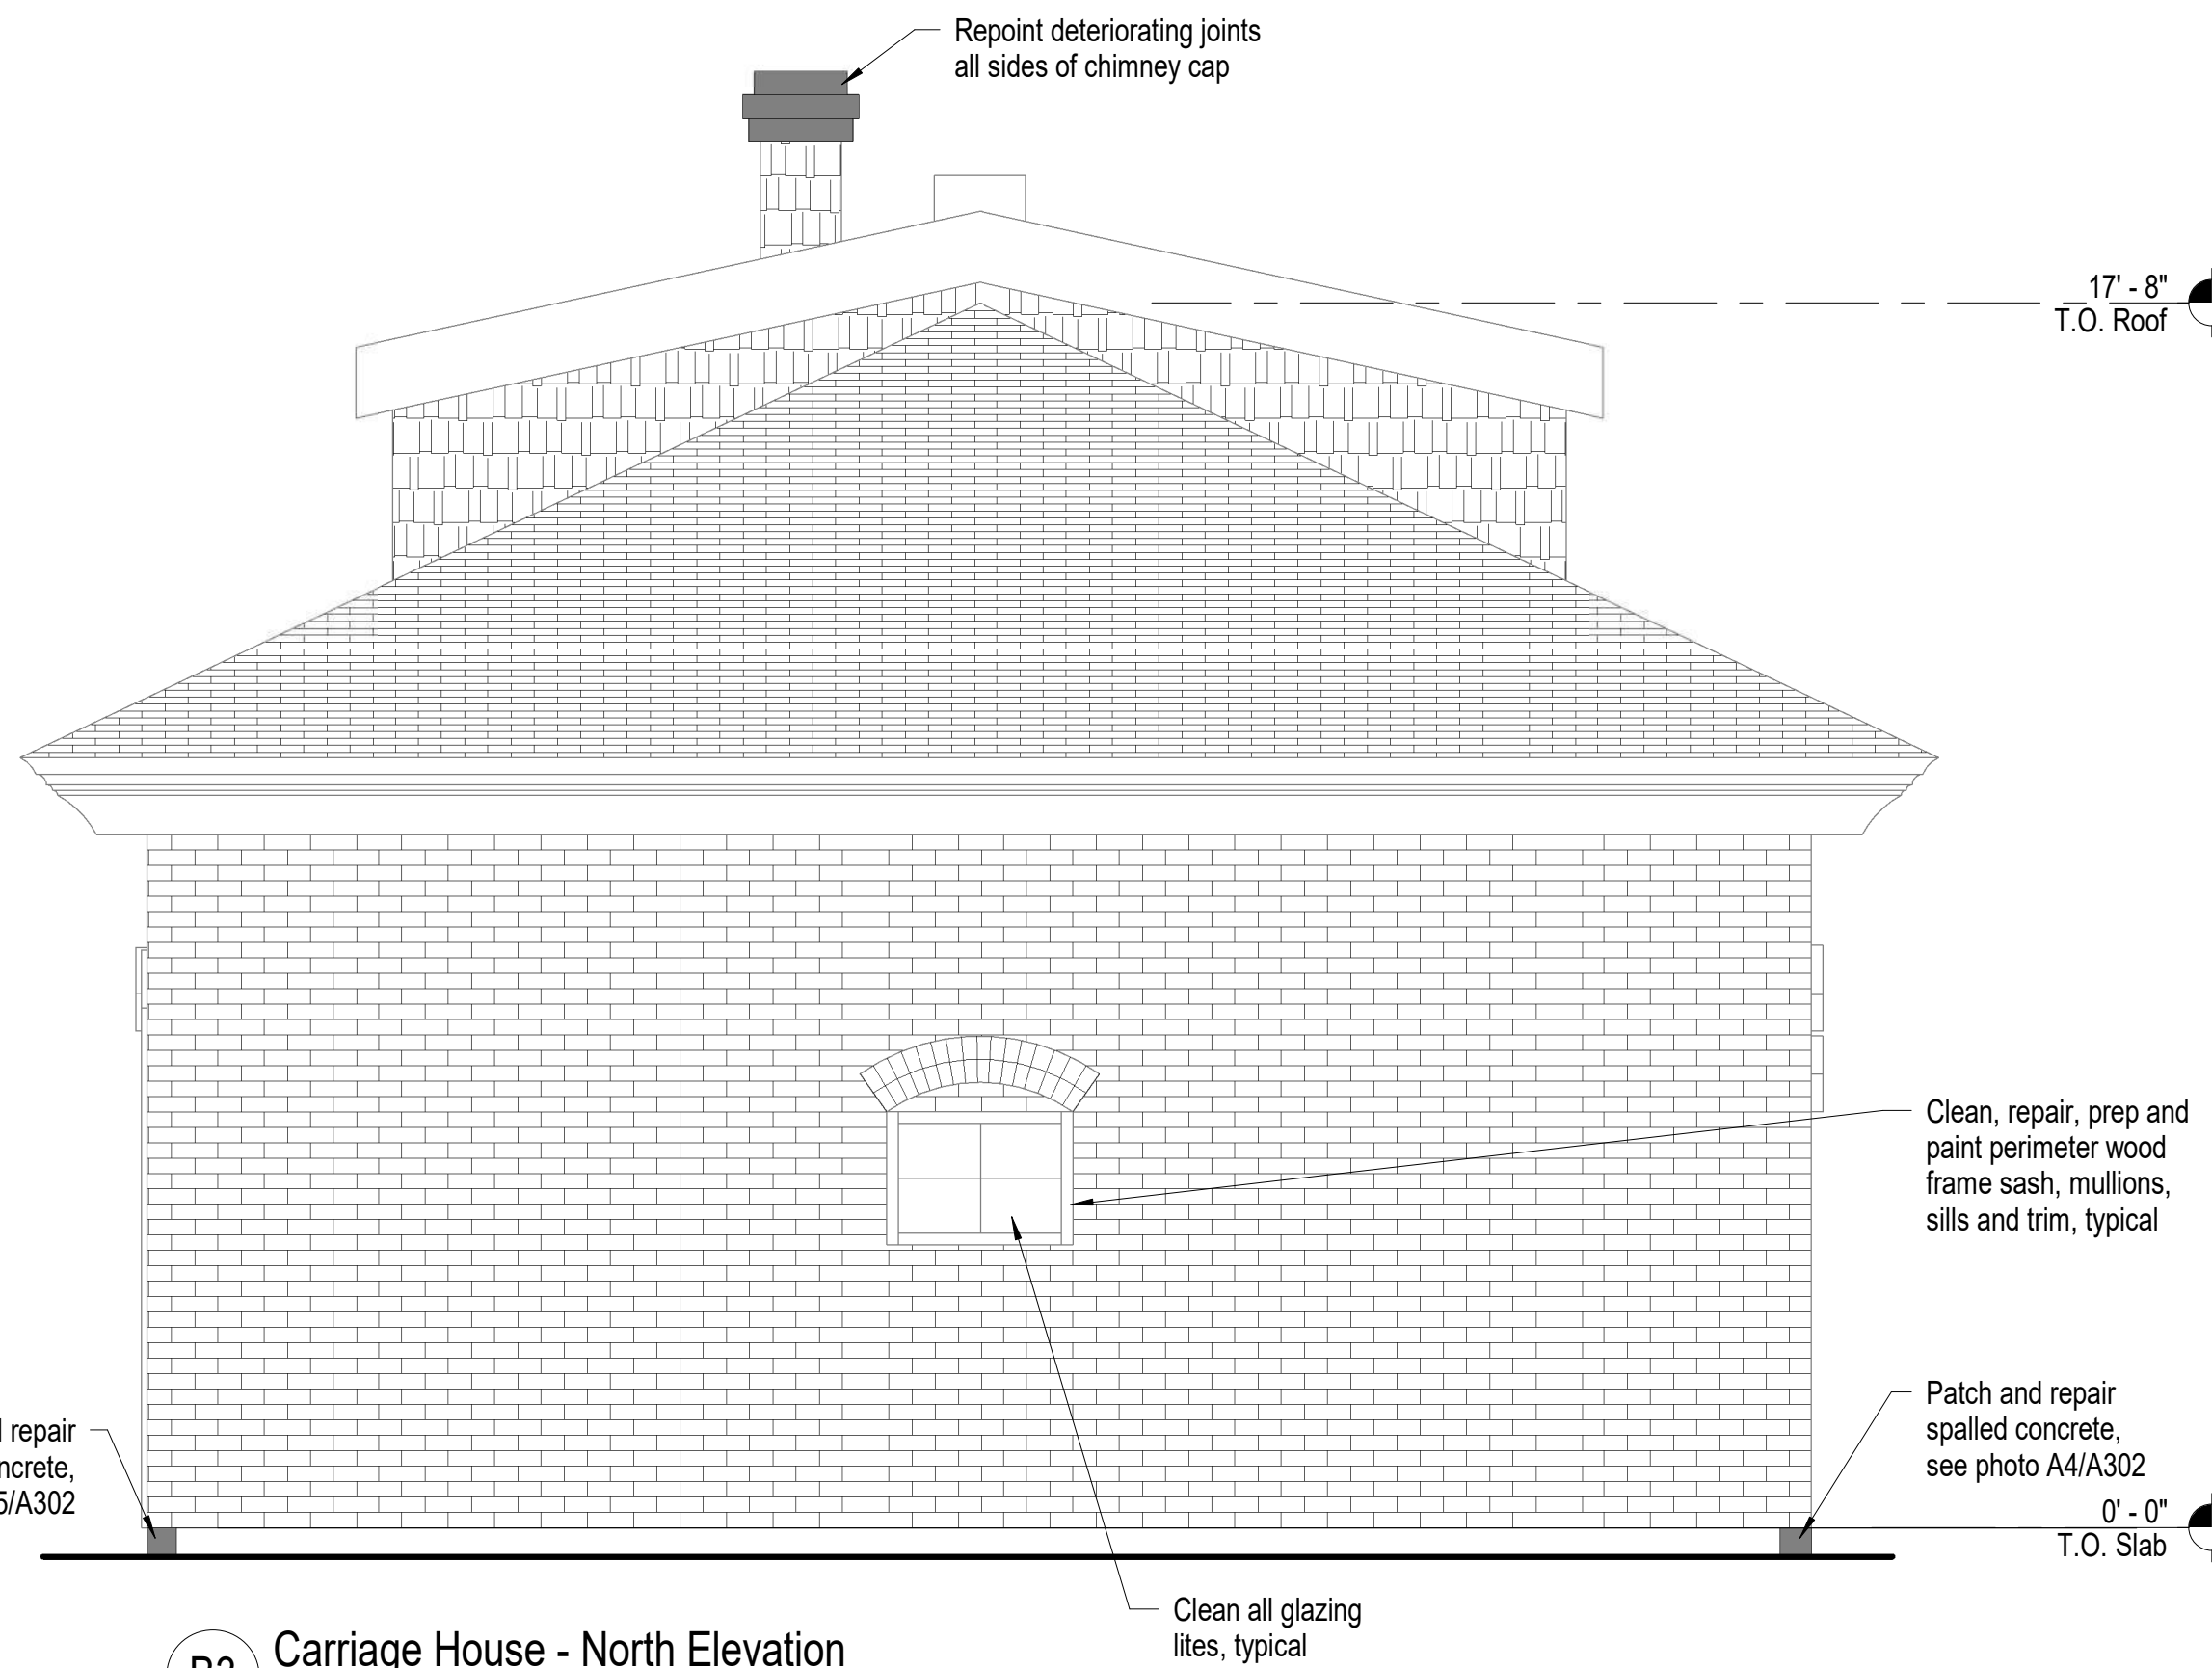 Repoint deteriorating joints
all sides of chimney cap
17' - 8"
T.O. Roof
Clean, repair, prep and
paint perimeter wood
frame sash, mullions,
sills and trim, typical
repair
Patch and repair
spalled concrete,
see photo A4/A302
/A302
0' - 0"
T.O. Slab
Clean all glazing
lites, typical
Carriage House - North Elevation